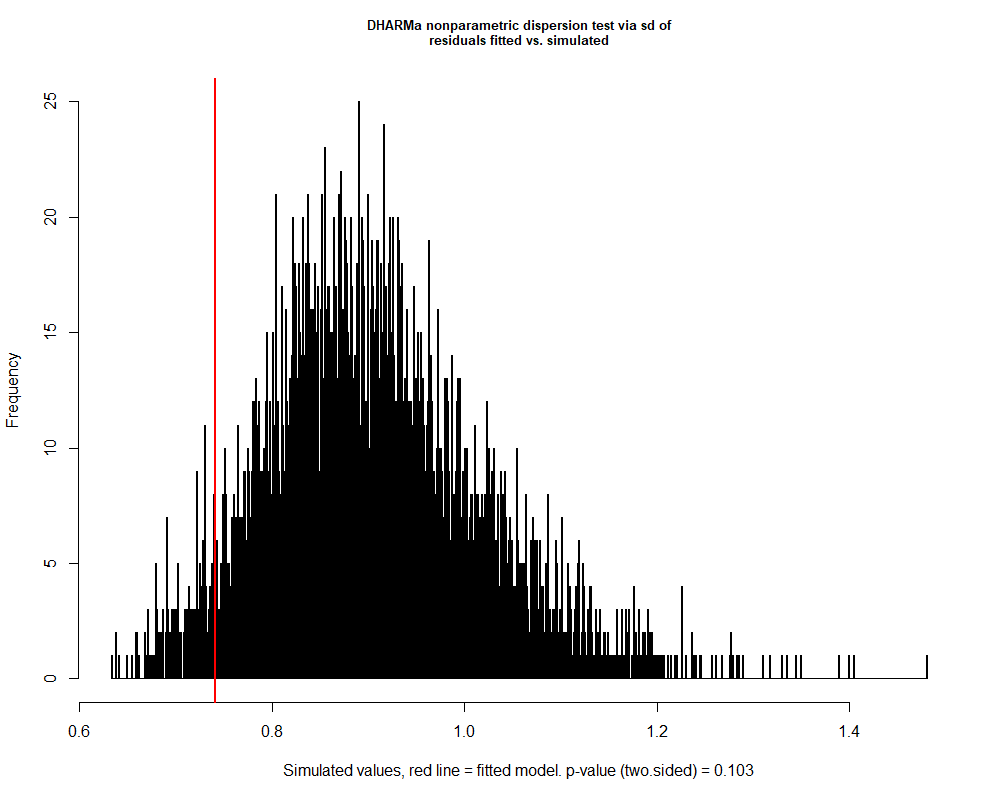 DHARMa nonparametric dispersion test via sd of
residuals fitted vs. simulated
25
20
15
10
5
0
Frequency
0.6 0.8 1.0 1.2 1.4
Simulated values, red line = fitted model. p-value (two.sided) = 0.103